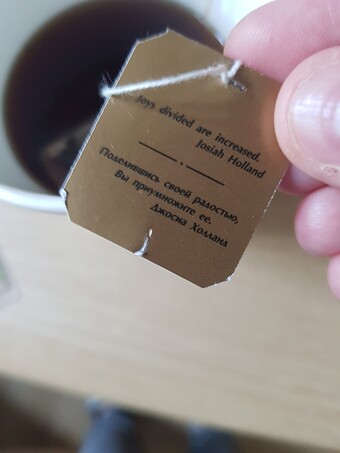 Joys divided are increased.
Josiah Holland
Поделившись своей радостью,
Вы приумножите ее.
Джосиа Холланд